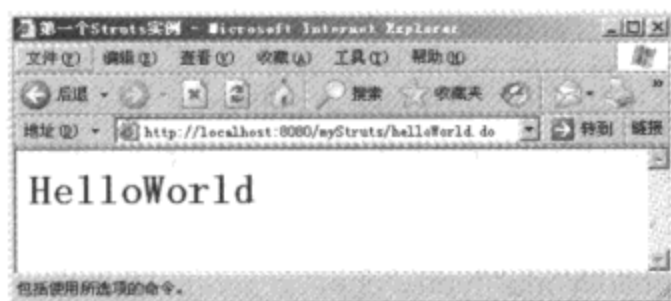 第一个Struts实例 - Microsoft Internet Explorer
文件(F) 编辑(E) 查看(V) 收藏(A) 工具(T) 帮助(H)
后退 搜索 收藏夹 »
地址(D) http://localhost:8080/myStruts/helloWorld.do 转到 链接
HelloWorld
包括使用所选项的命令。